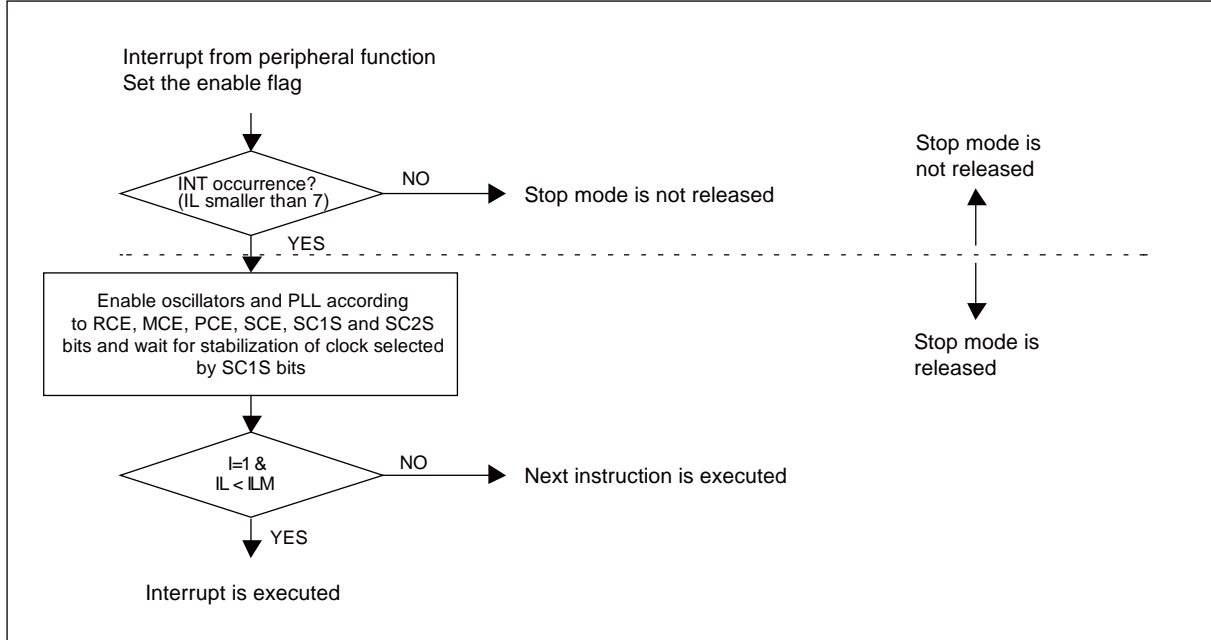 Interrupt from peripheral function
Set the enable flag
INT occurrence?
(IL smaller than 7)
NO
Stop mode is not released
YES
Stop mode is
not released
Enable oscillators and PLL according
to RCE, MCE, PCE, SCE, SC1S and SC2S
bits and wait for stabilization of clock selected
by SC1S bits
Stop mode is
released
I=1 &
IL < ILM
NO
Next instruction is executed
YES
Interrupt is executed